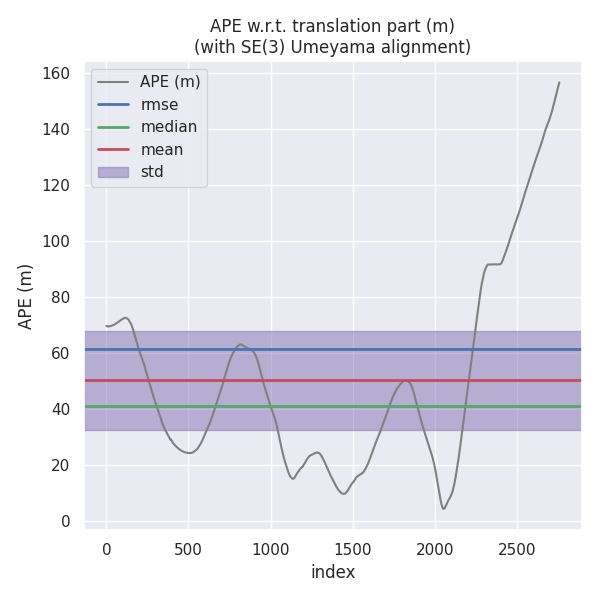 APE w.r.t. translation part (m)
(with SE(3) Umeyama alignment)
160
140
120
100
80
60
40
20
0
APE (m)
APE (m)
rmse
median
mean
std
0 500 1000 1500 2000 2500
index